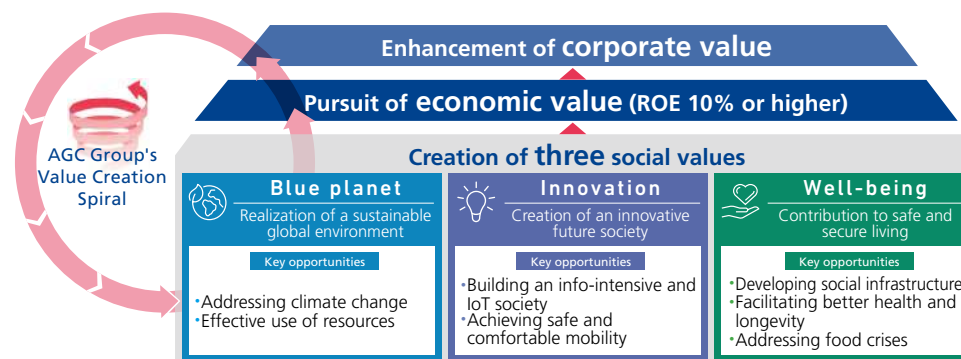 Enhancement of corporate value
Pursuit of economic value (ROE 10% or higher)
AGC Group's
Value Creation
Spiral
Creation of three social values
Blue planet
Realization of a sustainable
global environment
Key opportunities
•Addressing climate change
•Effective use of resources
Innovation
Creation of an innovative
future society
Key opportunities
•Building an info-intensive and
IoT society
•Achieving safe and
comfortable mobility
Well-being
Contribution to safe and
secure living
Key opportunities
•Developing social infrastructure
•Facilitating better health and
longevity
•Addressing food crises